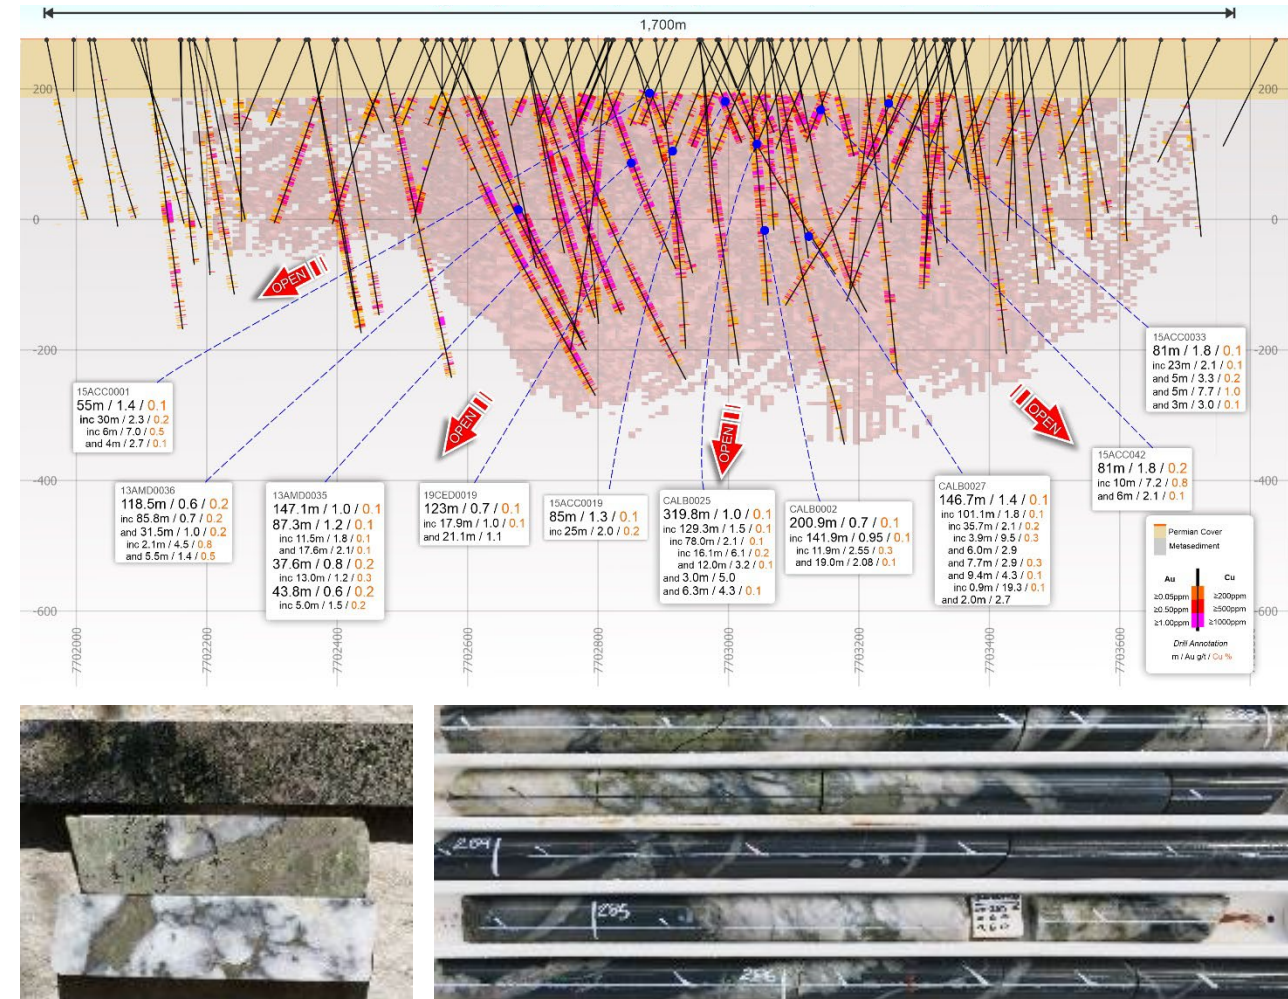 1,700m
200
200
0
0
-200
-200
-400
-600
-600
OPEN
OPEN
OPEN
OPEN
15ACC0001
55m / 1.4 / 0.1
inc 30m / 2.3 / 0.2
inc 6m / 7.0 / 0.5
and 4m / 2.7 / 0.1
13AMD0036
118.5m / 0.6 / 0.2
inc 85.8m / 0.7 / 0.2
and 31.5m / 1.0 / 0.2
inc 2.1m / 4.5 / 0.8
and 5.5m / 1.4 / 0.5
13AMD0035
147.1m / 1.0 / 0.1
87.3m / 1.2 / 0.1
inc 11.5m / 1.8 / 0.1
and 17.6m / 2.1/ 0.1
37.6m / 0.8 / 0.2
inc 13.0m / 1.2 / 0.3
43.8m / 0.6 / 0.2
inc 5.0m / 1.5 / 0.2
19CED0019
123m / 0.7 / 0.1
inc 17.9m / 1.0 / 0.1
and 21.1m / 1.1
15ACC0019
85m / 1.3 / 0.1
inc 25m / 2.0 / 0.2
CALB0025
319.8m / 1.0 / 0.1
inc 129.3m / 1.5 / 0.1
inc 78.0m / 2.1 / 0.1
inc 16.1m / 6.1 / 0.2
and 12.0m / 3.2 / 0.1
and 3.0m / 5.0
and 6.3m / 4.3 / 0.1
CALB0002
200.9m / 0.7 / 0.1
inc 141.9m / 0.95 / 0.1
inc 11.9m / 2.55 / 0.3
and 19.0m / 2.08 / 0.1
CALB0027
146.7m / 1.4 / 0.1
inc 101.1m / 1.8 / 0.1
inc 35.7m / 2.1 / 0.2
inc 3.9m / 9.5 / 0.3
and 6.0m / 2.9
and 7.7m / 2.9 / 0.3
and 9.4m / 4.3 / 0.1
inc 0.9m / 19.3 / 0.1
and 2.0m / 2.7
15ACC0033
81m / 1.8 / 0.1
inc 23m / 2.1 / 0.1
and 5m / 3.3 / 0.2
and 5m / 7.7 / 1.0
and 3m / 3.0 / 0.1
15ACC042
81m / 1.8 / 0.2
inc 10m / 7.2 / 0.8
and 6m / 2.1 / 0.1
Permian Cover
Metasediment
Au Cu
≥0.05ppm ≥200ppm
≥0.50ppm ≥500ppm
≥1.00ppm ≥1000ppm
Drill Annotation
m / Au g/t / Cu %
7702000
7702200
7702400
7702600
7702800
7703000
7703200
7703400
7703600
284
285
286